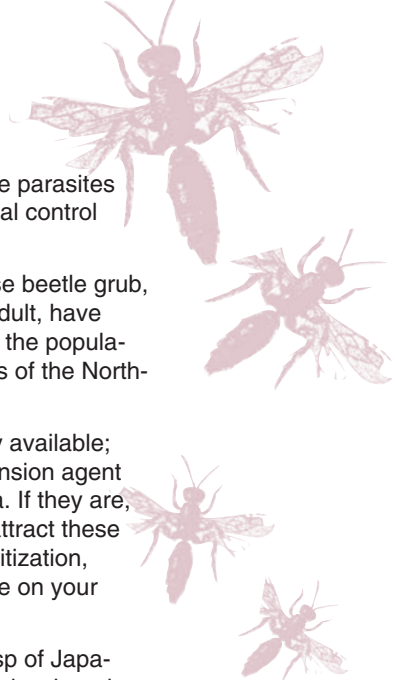 e parasites
al control
se beetle grub,
dult, have
the popula-
s of the North-
y available;
nsion agent
a. If they are,
attract these
itization,
e on your
sp of Japa-